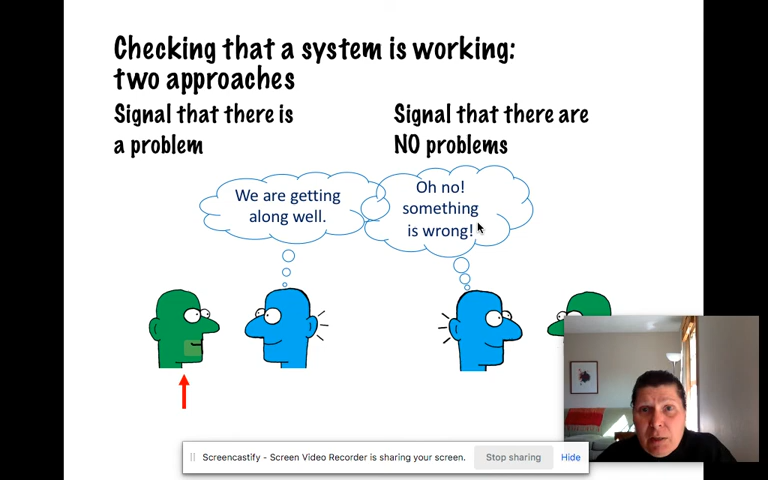 Checking that a system is working:
two approaches
Signal that there is
a problem
Signal that there are
NO problems
We are getting
along well.
Oh no!
something
is wrong!
Screencastify - Screen Video Recorder is sharing your screen.
Stop sharing
Hide